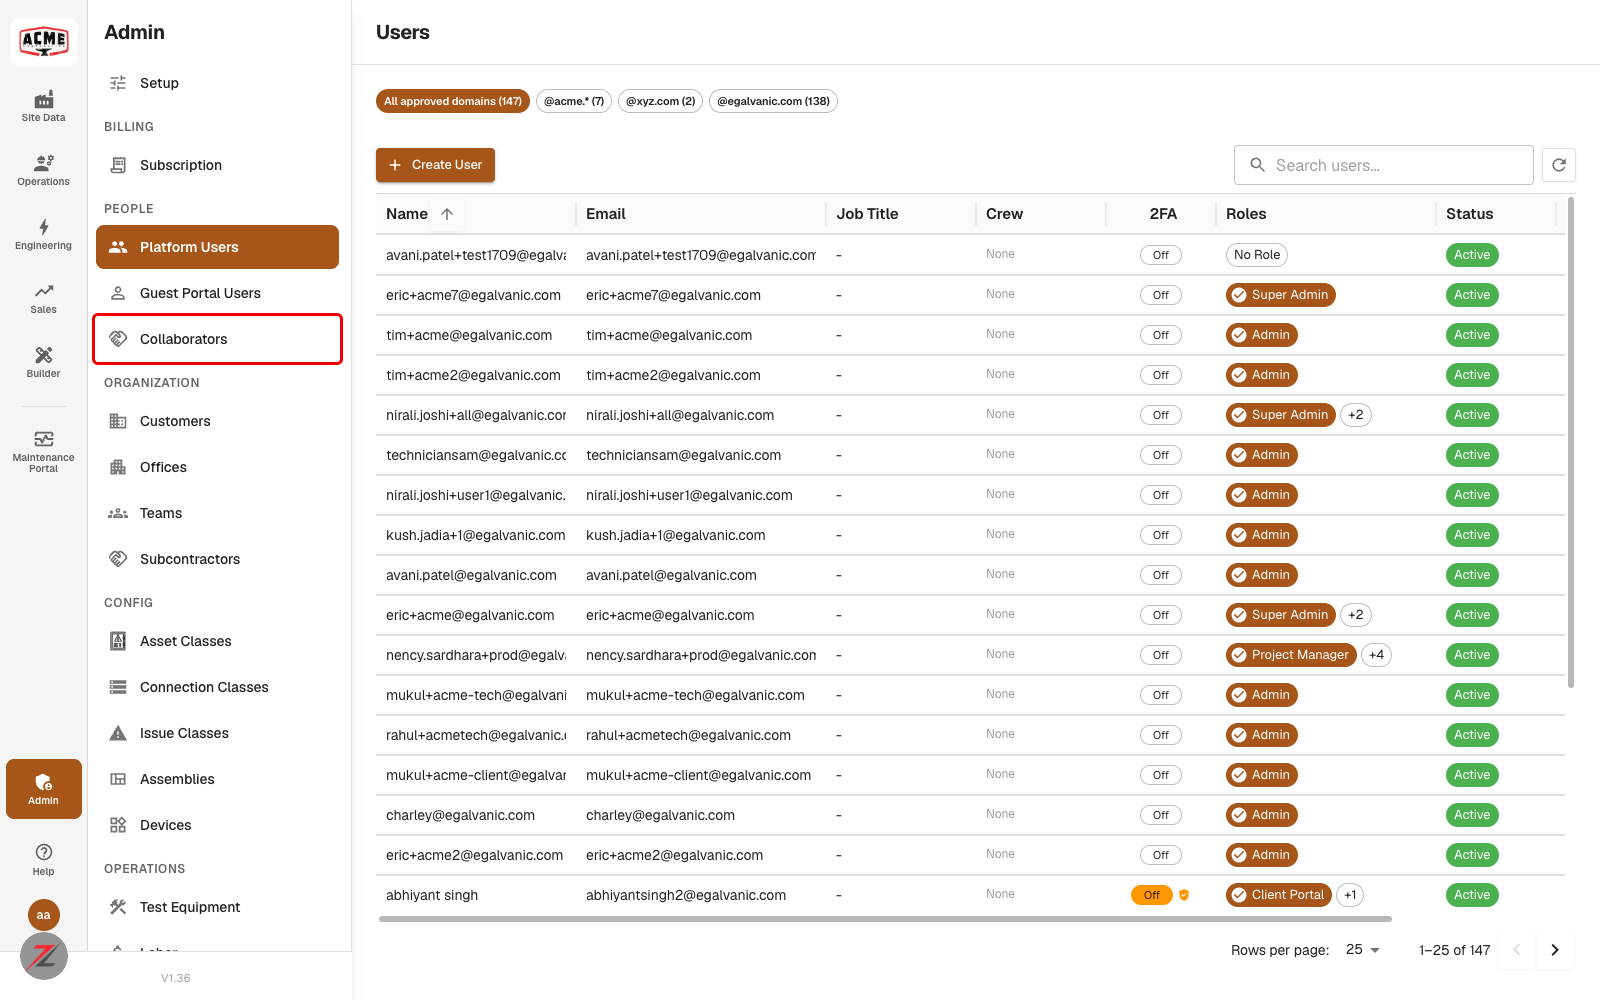 ACME
Site Data
Operations
Engineering
Sales
Builder
Maintenance
Portal
Admin
Help
aa
Admin
Setup
BILLING
Subscription
PEOPLE
Platform Users
Guest Portal Users
Collaborators
ORGANIZATION
Customers
Offices
Teams
Subcontractors
CONFIG
Asset Classes
Connection Classes
Issue Classes
Assemblies
Devices
OPERATIONS
Test Equipment
V1.36
Users
All approved domains (147) @acme.* (7) @xyz.com (2) @egalvanic.com (138)
Create User Search users...
Name Email Job Title Crew 2FA Roles Status
avani.patel+test1709@egalva avani.patel+test1709@egalvanic.com - None Off No Role Active
eric+acme7@egalvanic.com eric+acme7@egalvanic.com - None Off Super Admin Active
tim+acme@egalvanic.com tim+acme@egalvanic.com - None Off Admin Active
tim+acme2@egalvanic.com tim+acme2@egalvanic.com - None Off Admin Active
nirali.joshi+all@egalvanic.com nirali.joshi+all@egalvanic.com - None Off Super Admin +2 Active
techniciansam@egalvanic.co techniciansam@egalvanic.com - None Off Admin Active
nirali.joshi+user1@egalvanic. nirali.joshi+user1@egalvanic.com - None Off Admin Active
kush.jadia+1@egalvanic.com kush.jadia+1@egalvanic.com - None Off Admin Active
avani.patel@egalvanic.com avani.patel@egalvanic.com - None Off Admin Active
eric+acme@egalvanic.com eric+acme@egalvanic.com - None Off Super Admin +2 Active
nency.sardhara+prod@egalva nency.sardhara+prod@egalvanic.com - None Off Project Manager +4 Active
mukul+acme-tech@egalvani mukul+acme-tech@egalvanic.com - None Off Admin Active
rahul+acmetech@egalvanic.c rahul+acmetech@egalvanic.com - None Off Admin Active
mukul+acme-client@egalvan mukul+acme-client@egalvanic.com - None Off Admin Active
charley@egalvanic.com charley@egalvanic.com - None Off Admin Active
eric+acme2@egalvanic.com eric+acme2@egalvanic.com - None Off Admin Active
abhiyant singh abhiyantsingh2@egalvanic.com - None Off Client Portal +1 Active
Rows per page: 25 1–25 of 147